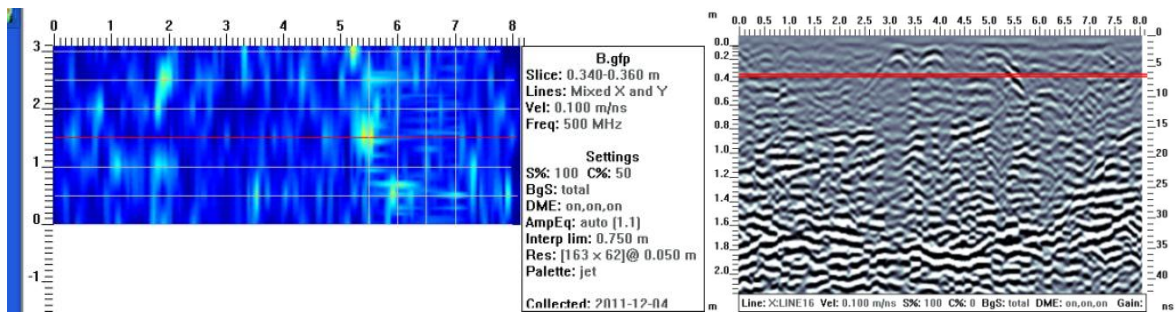 0 1 2 3 4 5 6 7 8
3
2
1
0
-1
B.gfp
Slice: 0.340-0.360 m
Lines: Mixed X and Y
Vel: 0.100 m/ns
Freq: 500 MHz
Settings
S%: 100 C%: 50
BgS: total
DME: on,on,on
AmpEq: auto (1.1)
Interp lim: 0.750 m
Res: [163 x 62]@ 0.050 m
Palette: jet
Collected: 2011-12-04
m 0.0 0.5 1.0 1.5 2.0 2.5 3.0 3.5 4.0 4.5 5.0 5.5 6.0 6.5 7.0 7.5 8.0
0.0
0.2
0.4
0.6
0.8
1.0
1.2
1.4
1.6
1.8
2.0
m
0
5
10
15
20
25
30
35
40
ns
Line: X:LINE16 Vel: 0.100 m/ns S%: 100 C%: 0 BgS: total DME: on,on,on Gain: